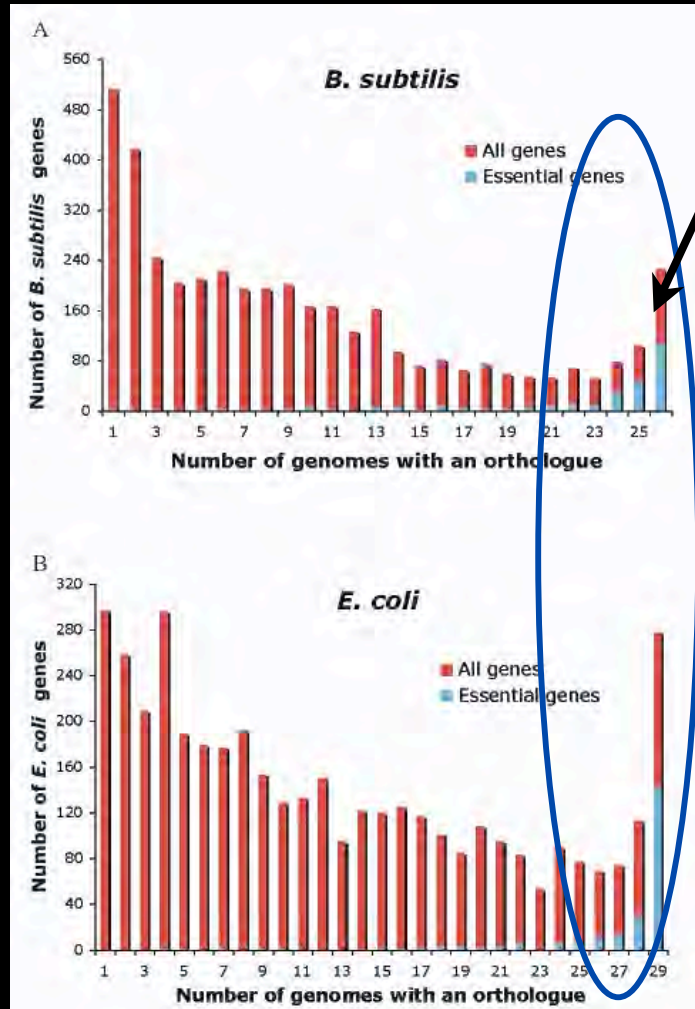 A
B. subtilis
Number of B. subtilis genes
560
480
400
320
240
160
80
0
All genes
Essential genes
1 3 5 7 9 11 13 15 17 19 21 23 25
Number of genomes with an orthologue
B
E. coli
Number of E. coli genes
320
280
240
200
160
120
80
40
0
All genes
Essential genes
1 3 5 7 9 11 13 15 17 19 21 23 25 27 29
Number of genomes with an orthologue